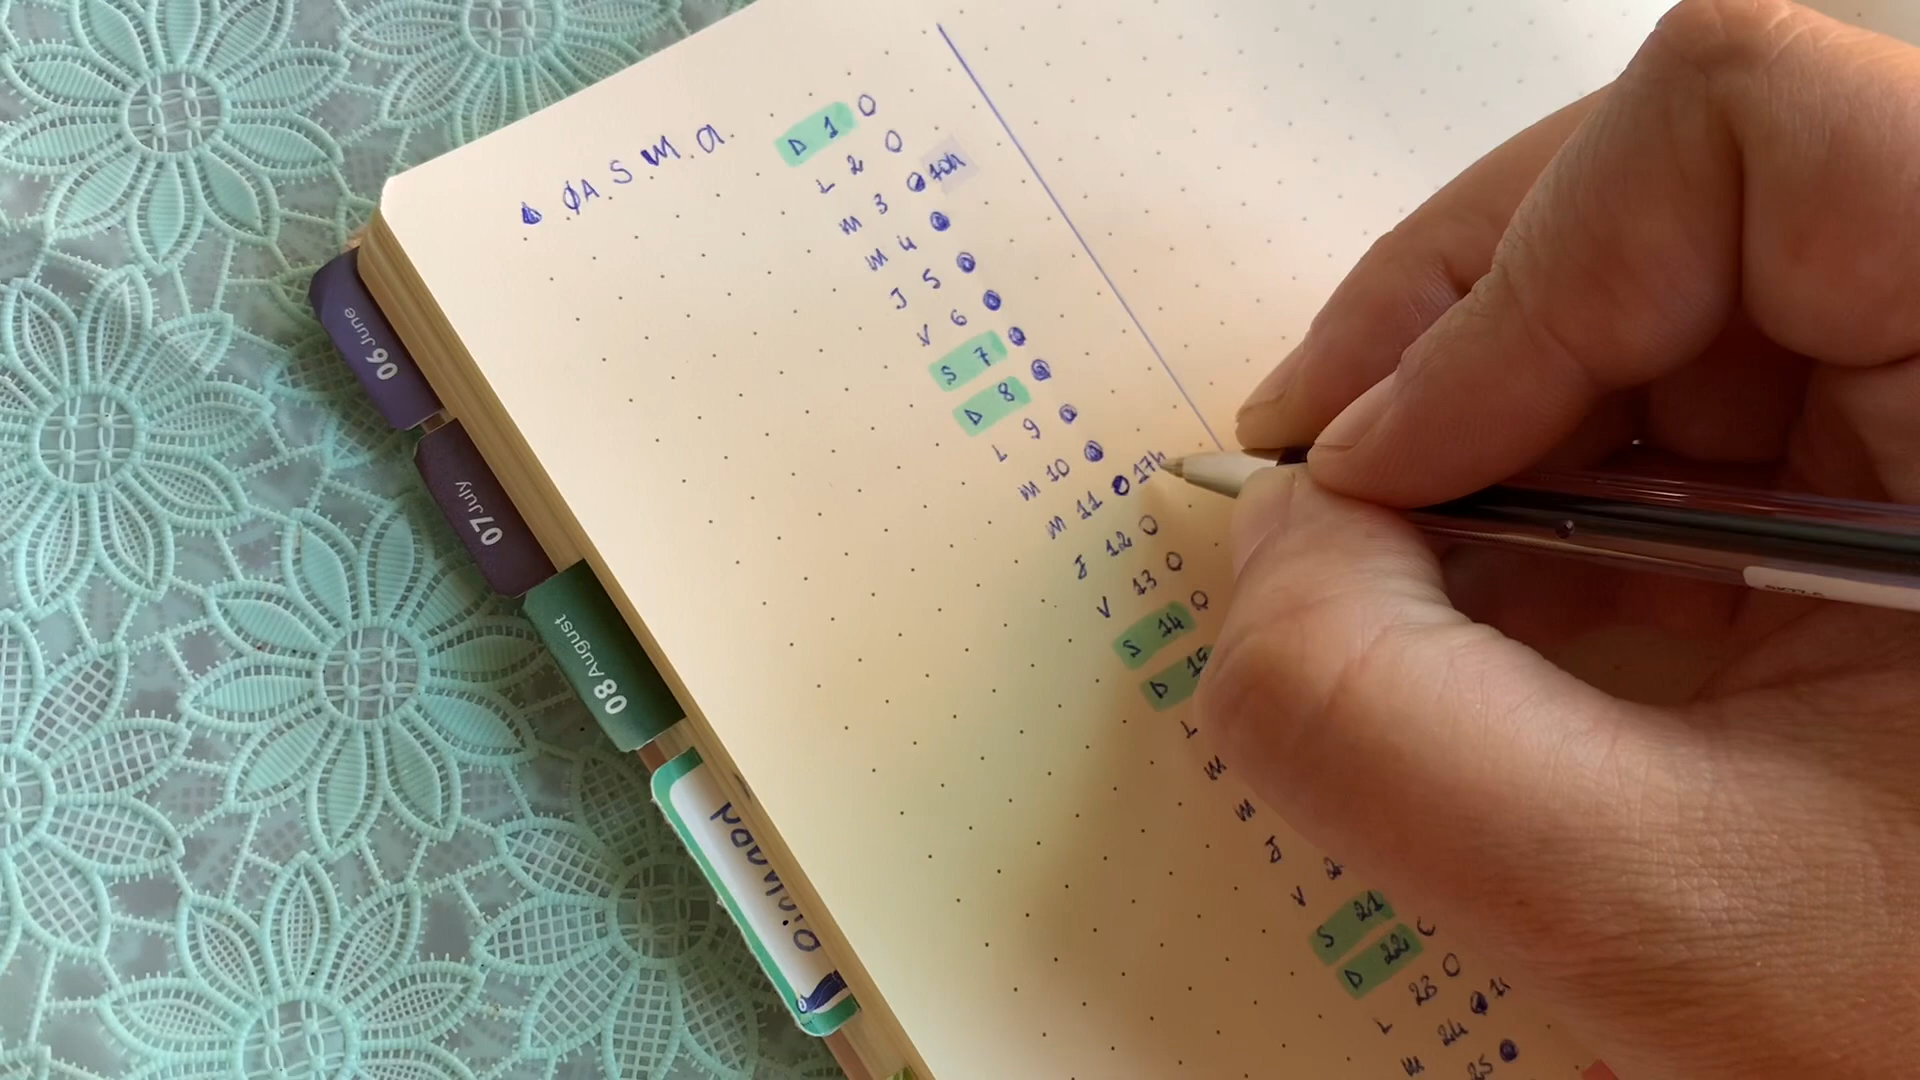 ØA. S. M. a.
D 1 O
L 2 O
M 3 10h
M 4
J 5
V 6
S 7
D 8
L 9
M 10
M 11 17h
J 12 O
V 13 O
S 14 O
D 15
L
M
M
J
V
S 21
D 22
L 23 O
M 24
25
06 June
07 July
08 August